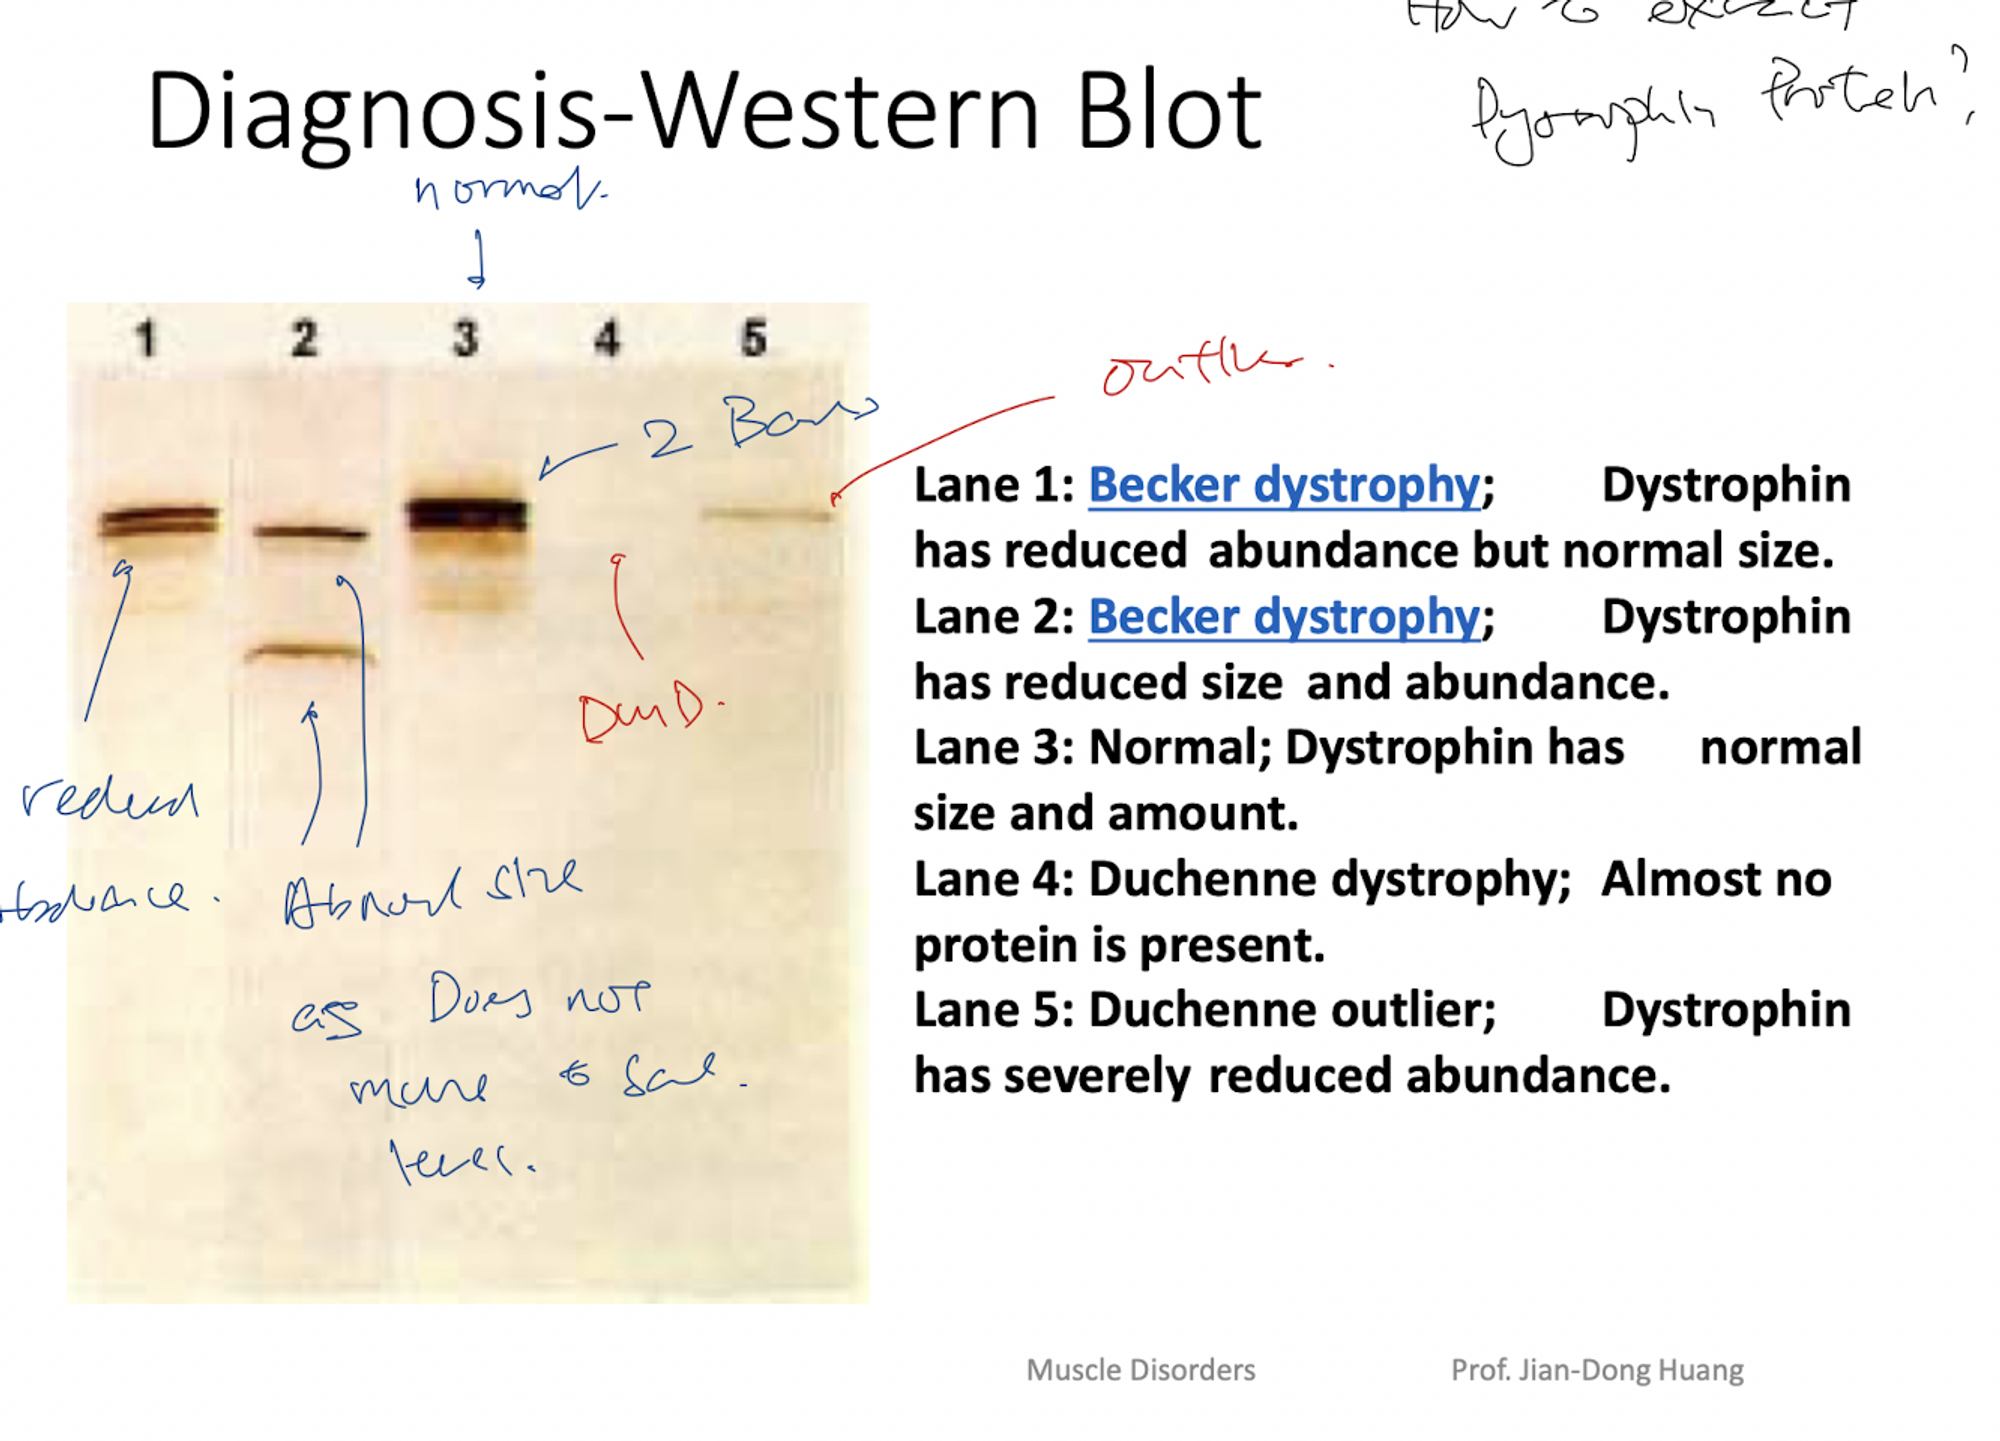 How to extract
Dystrophin Protein?
Diagnosis-Western Blot
normal.
1 2 3 4 5
outlier.
2 Bands
DMD.
reduced
abundance.
Abnormal size
as Does not
move to same
level.
Lane 1: Becker dystrophy; Dystrophin
has reduced abundance but normal size.
Lane 2: Becker dystrophy; Dystrophin
has reduced size and abundance.
Lane 3: Normal; Dystrophin has normal
size and amount.
Lane 4: Duchenne dystrophy; Almost no
protein is present.
Lane 5: Duchenne outlier; Dystrophin
has severely reduced abundance.
Muscle Disorders Prof. Jian-Dong Huang